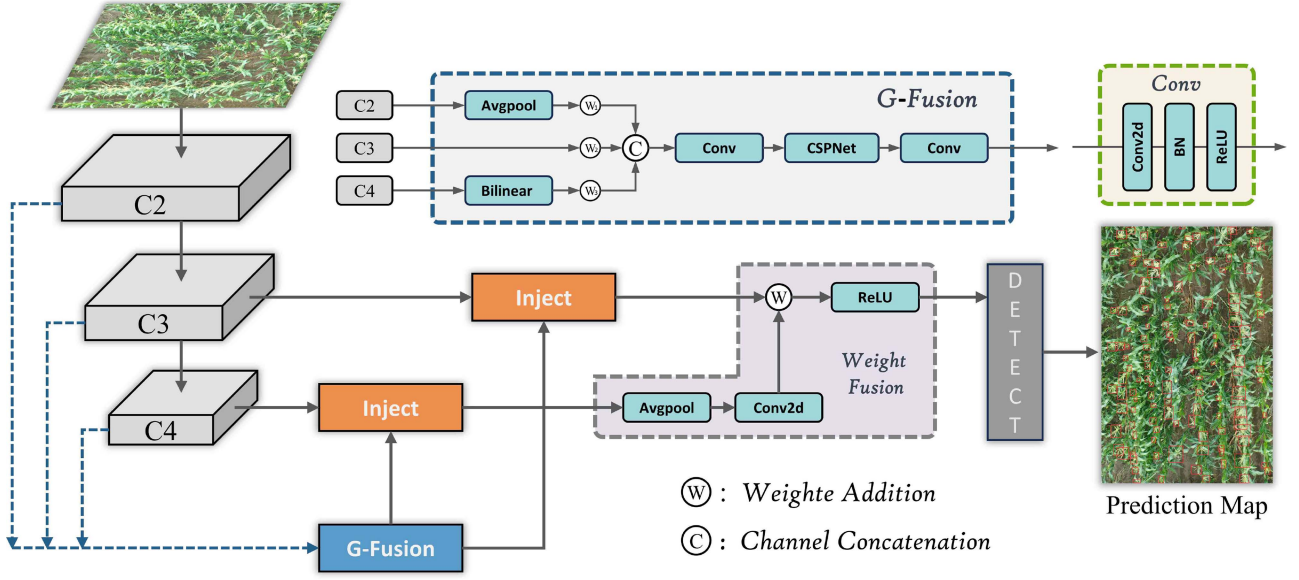 C2
C3
C4
C2
C3
C4
Avgpool
W₁
W₂
Bilinear
W₃
C
Conv
CSPNet
Conv
G-Fusion
Conv
Conv2d
BN
ReLU
Inject
Inject
G-Fusion
Avgpool
Conv2d
W
ReLU
Weight
Fusion
DETECT
Prediction Map
W : Weighte Addition
C : Channel Concatenation